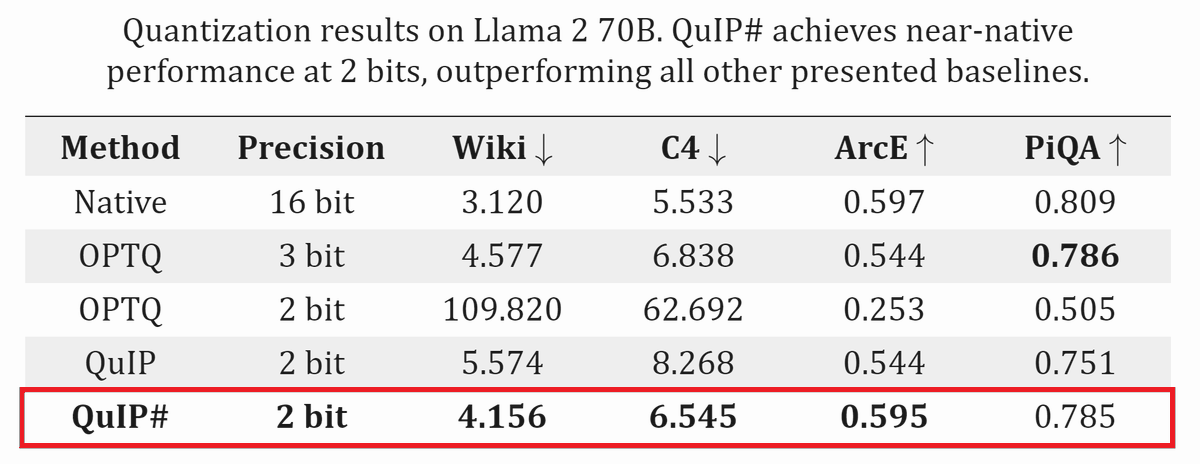 Quantization results on Llama 2 70B. QuIP# achieves near-native
performance at 2 bits, outperforming all other presented baselines.
Method Precision Wiki ↓ C4 ↓ ArcE ↑ PiQA ↑
Native 16 bit 3.120 5.533 0.597 0.809
OPTQ 3 bit 4.577 6.838 0.544 0.786
OPTQ 2 bit 109.820 62.692 0.253 0.505
QuIP 2 bit 5.574 8.268 0.544 0.751
QuIP# 2 bit 4.156 6.545 0.595 0.785